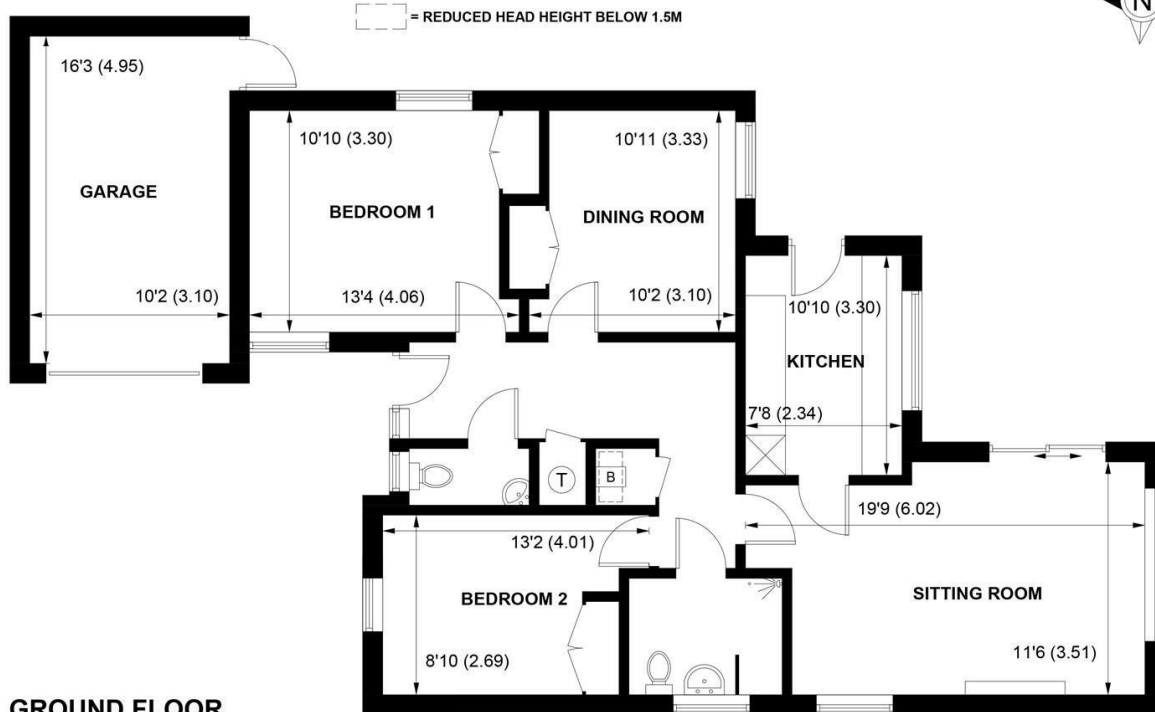 = REDUCED HEAD HEIGHT BELOW 1.5M
N
16'3 (4.95)
GARAGE
10'2 (3.10)
10'10 (3.30)
BEDROOM 1
13'4 (4.06)
10'11 (3.33)
DINING ROOM
10'2 (3.10)
10'10 (3.30)
KITCHEN
7'8 (2.34)
T
B
19'9 (6.02)
SITTING ROOM
11'6 (3.51)
13'2 (4.01)
BEDROOM 2
8'10 (2.69)
GROUND FLOOR